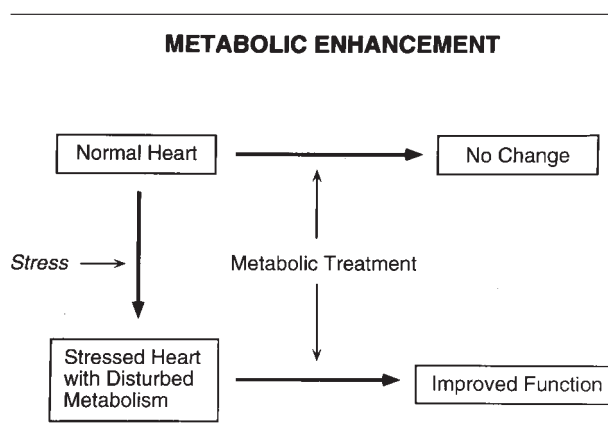 METABOLIC ENHANCEMENT
Normal Heart
No Change
Stress
Metabolic Treatment
Stressed Heart
with Disturbed
Metabolism
Improved Function